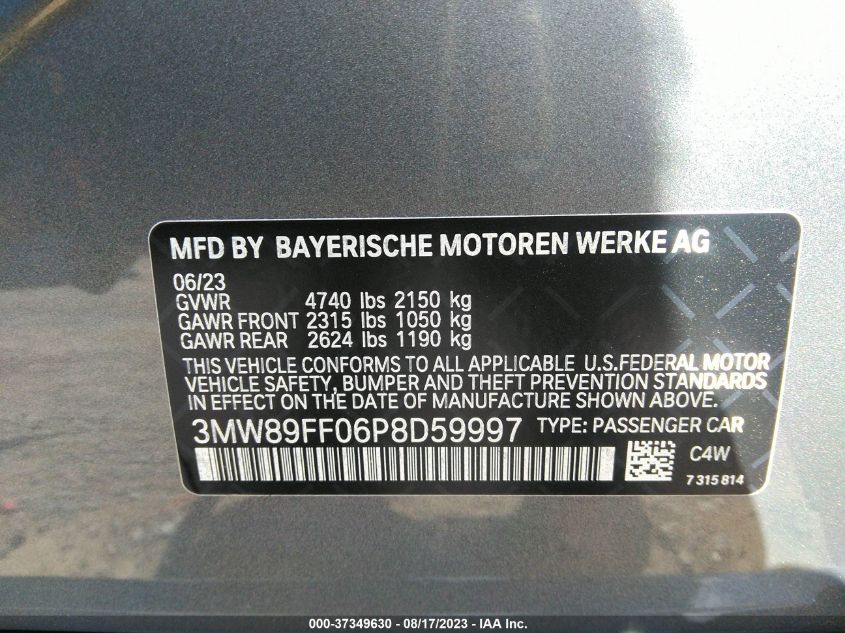 MFD BY BAYERISCHE MOTOREN WERKE AG
06/23
GVWR 4740 lbs 2150 kg
GAWR FRONT 2315 lbs 1050 kg
GAWR REAR 2624 lbs 1190 kg
THIS VEHICLE CONFORMS TO ALL APPLICABLE U.S.FEDERAL MOTOR
VEHICLE SAFETY, BUMPER AND THEFT PREVENTION STANDARDS
IN EFFECT ON THE DATE OF MANUFACTURE SHOWN ABOVE.
3MW89FF06P8D59997 TYPE: PASSENGER CAR
C4W
7 315 814
000-37349630 - 08/17/2023 - IAA Inc.